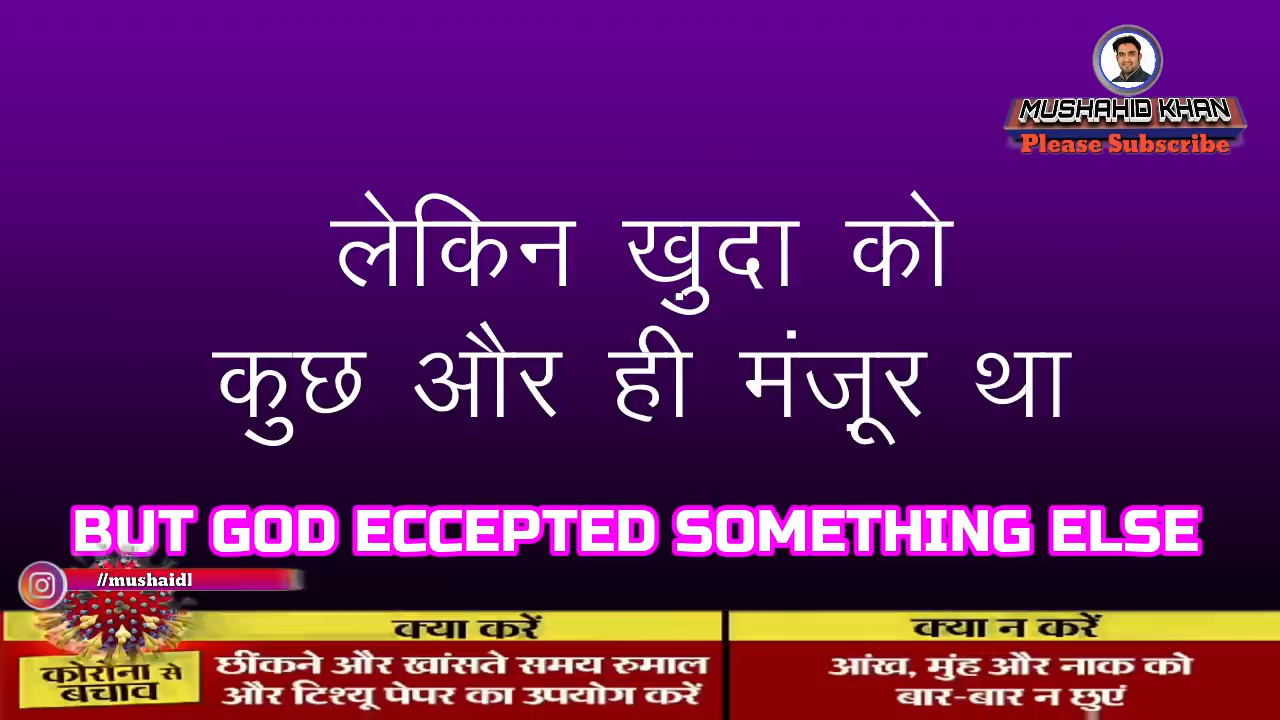 MUSHAHID KHAN
Please Subscribe
लेकिन ख़ुदा को
कुछ और ही मंज़ूर था
BUT GOD ECCEPTED SOMETHING ELSE
//mushaidl
क्या करें
क्या न करें
कोरोना से
बचाव
छींकने और खांसते समय रुमाल
और टिश्यू पेपर का उपयोग करें
आंख, मुंह और नाक को
बार-बार न छुएं